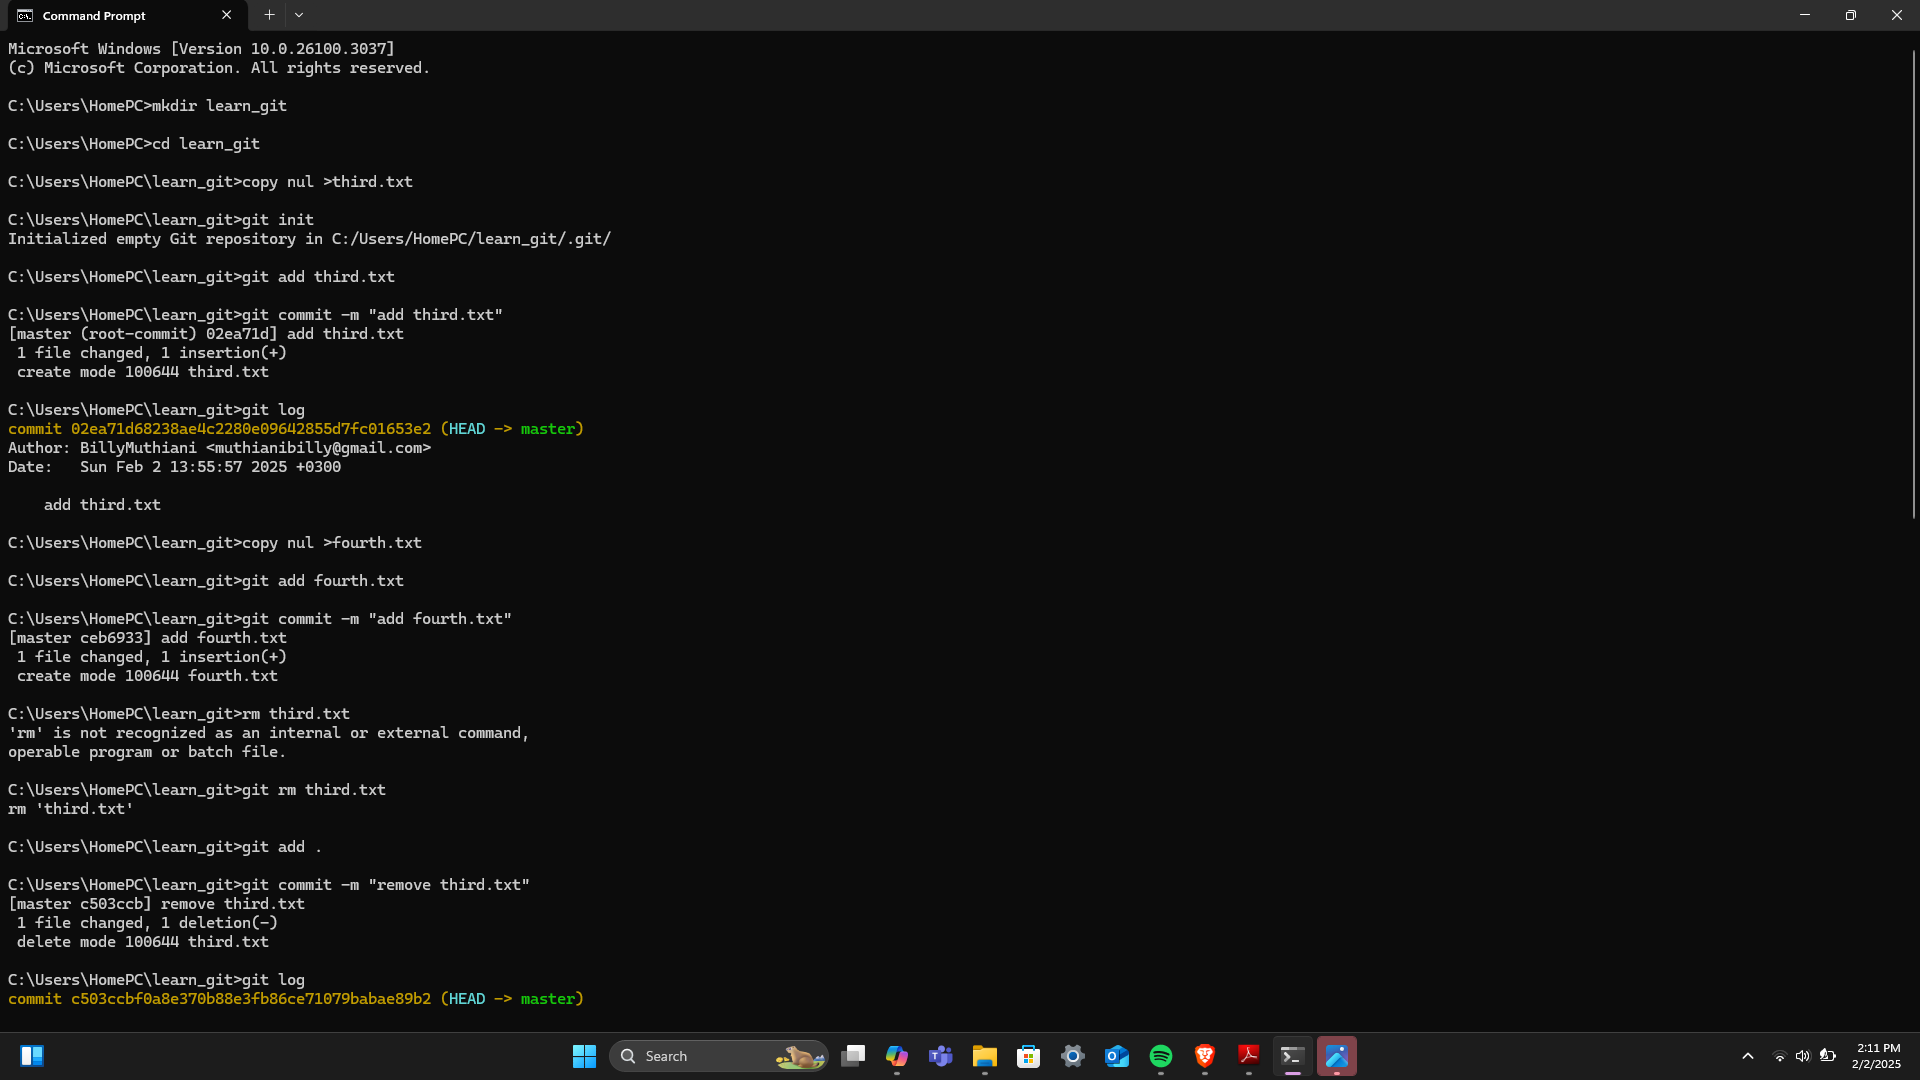 Command Prompt
Microsoft Windows [Version 10.0.26100.3037]
(c) Microsoft Corporation. All rights reserved.
C:\Users\HomePC>mkdir learn_git
C:\Users\HomePC>cd learn_git
C:\Users\HomePC\learn_git>copy nul >third.txt
C:\Users\HomePC\learn_git>git init
Initialized empty Git repository in C:/Users/HomePC/learn_git/.git/
C:\Users\HomePC\learn_git>git add third.txt
C:\Users\HomePC\learn_git>git commit -m "add third.txt"
[master (root-commit) 02ea71d] add third.txt
 1 file changed, 1 insertion(+)
 create mode 100644 third.txt
C:\Users\HomePC\learn_git>git log
commit 02ea71d68238ae4c2280e09642855d7fc01653e2 (HEAD -> master)
Author: BillyMuthiani <muthianibilly@gmail.com>
Date:   Sun Feb 2 13:55:57 2025 +0300
    add third.txt
C:\Users\HomePC\learn_git>copy nul >fourth.txt
C:\Users\HomePC\learn_git>git add fourth.txt
C:\Users\HomePC\learn_git>git commit -m "add fourth.txt"
[master ceb6933] add fourth.txt
 1 file changed, 1 insertion(+)
 create mode 100644 fourth.txt
C:\Users\HomePC\learn_git>rm third.txt
'rm' is not recognized as an internal or external command,
operable program or batch file.
C:\Users\HomePC\learn_git>git rm third.txt
rm 'third.txt'
C:\Users\HomePC\learn_git>git add .
C:\Users\HomePC\learn_git>git commit -m "remove third.txt"
[master c503ccb] remove third.txt
 1 file changed, 1 deletion(-)
 delete mode 100644 third.txt
C:\Users\HomePC\learn_git>git log
commit c503ccbf0a8e370b88e3fb86ce71079babae89b2 (HEAD -> master)
Search
2:11 PM
2/2/2025